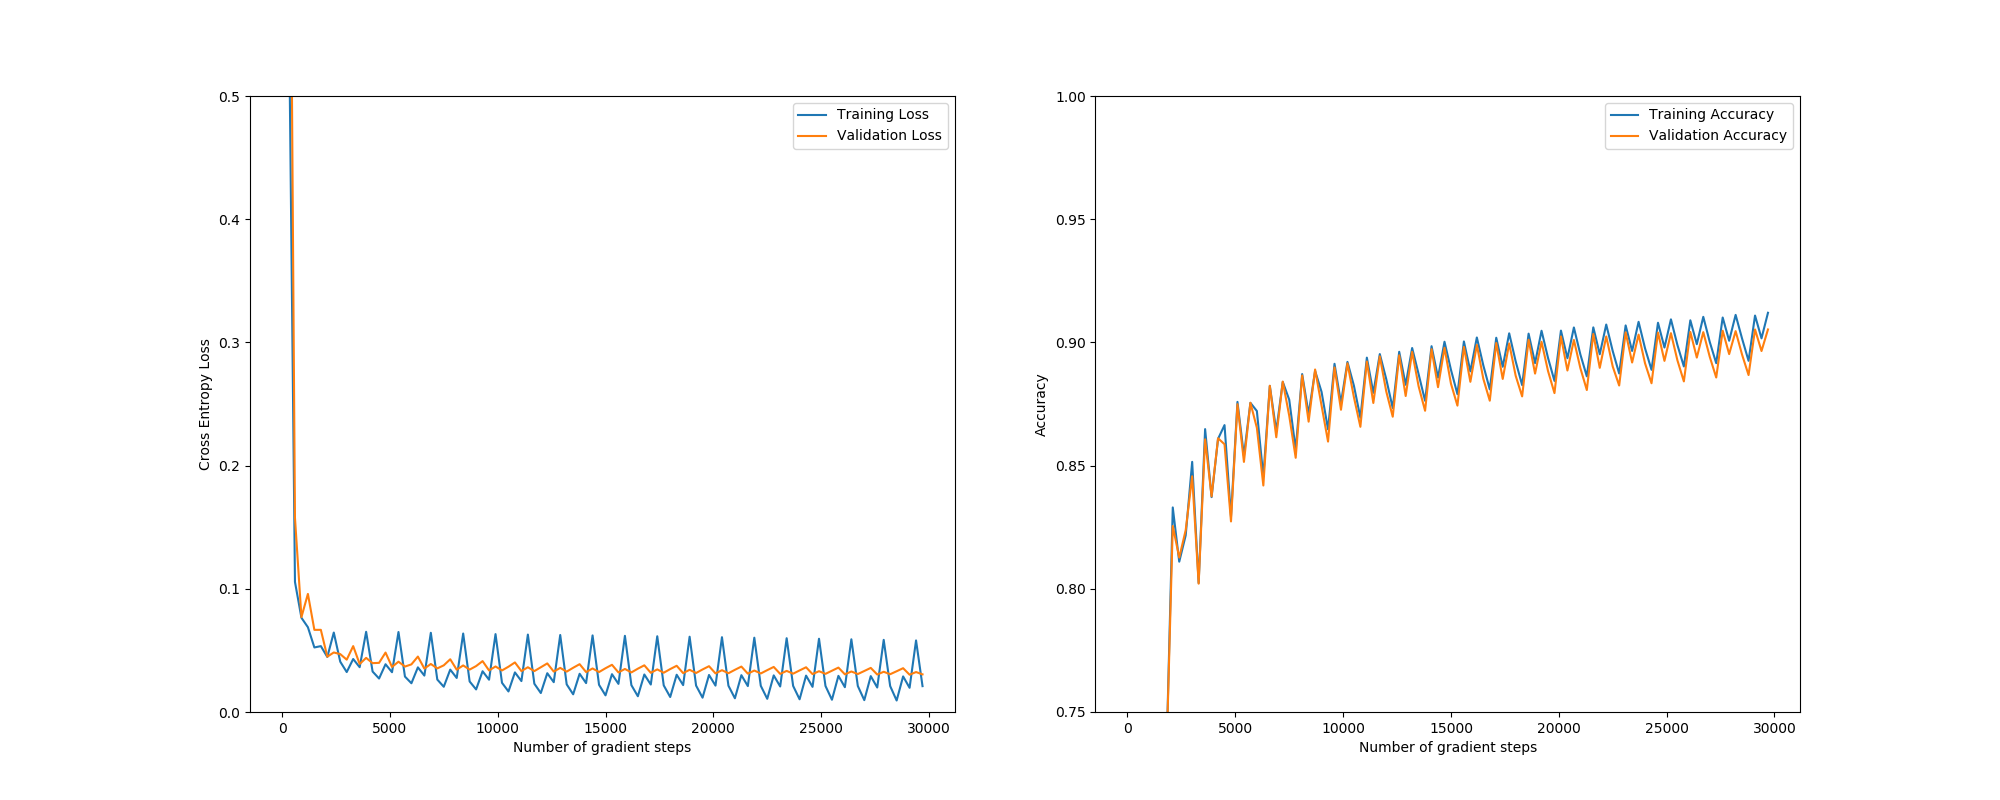 0.5
0.4
0.3
0.2
0.1
0.0
Cross Entropy Loss
Training Loss
Validation Loss
0 5000 10000 15000 20000 25000 30000
Number of gradient steps
1.00
0.95
0.90
0.85
0.80
0.75
Accuracy
Training Accuracy
Validation Accuracy
0 5000 10000 15000 20000 25000 30000
Number of gradient steps